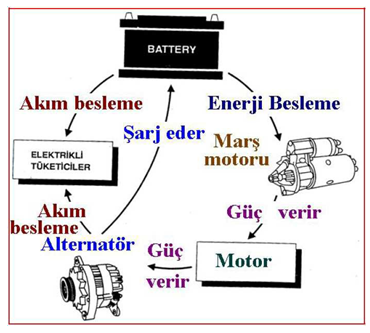 BATTERY
Akım besleme
Enerji Besleme
Şarj eder
Marş
motoru
ELEKTRİKLİ
TÜKETİCİLER
Akım
besleme
Güç verir
Alternatör
Güç
verir
Motor